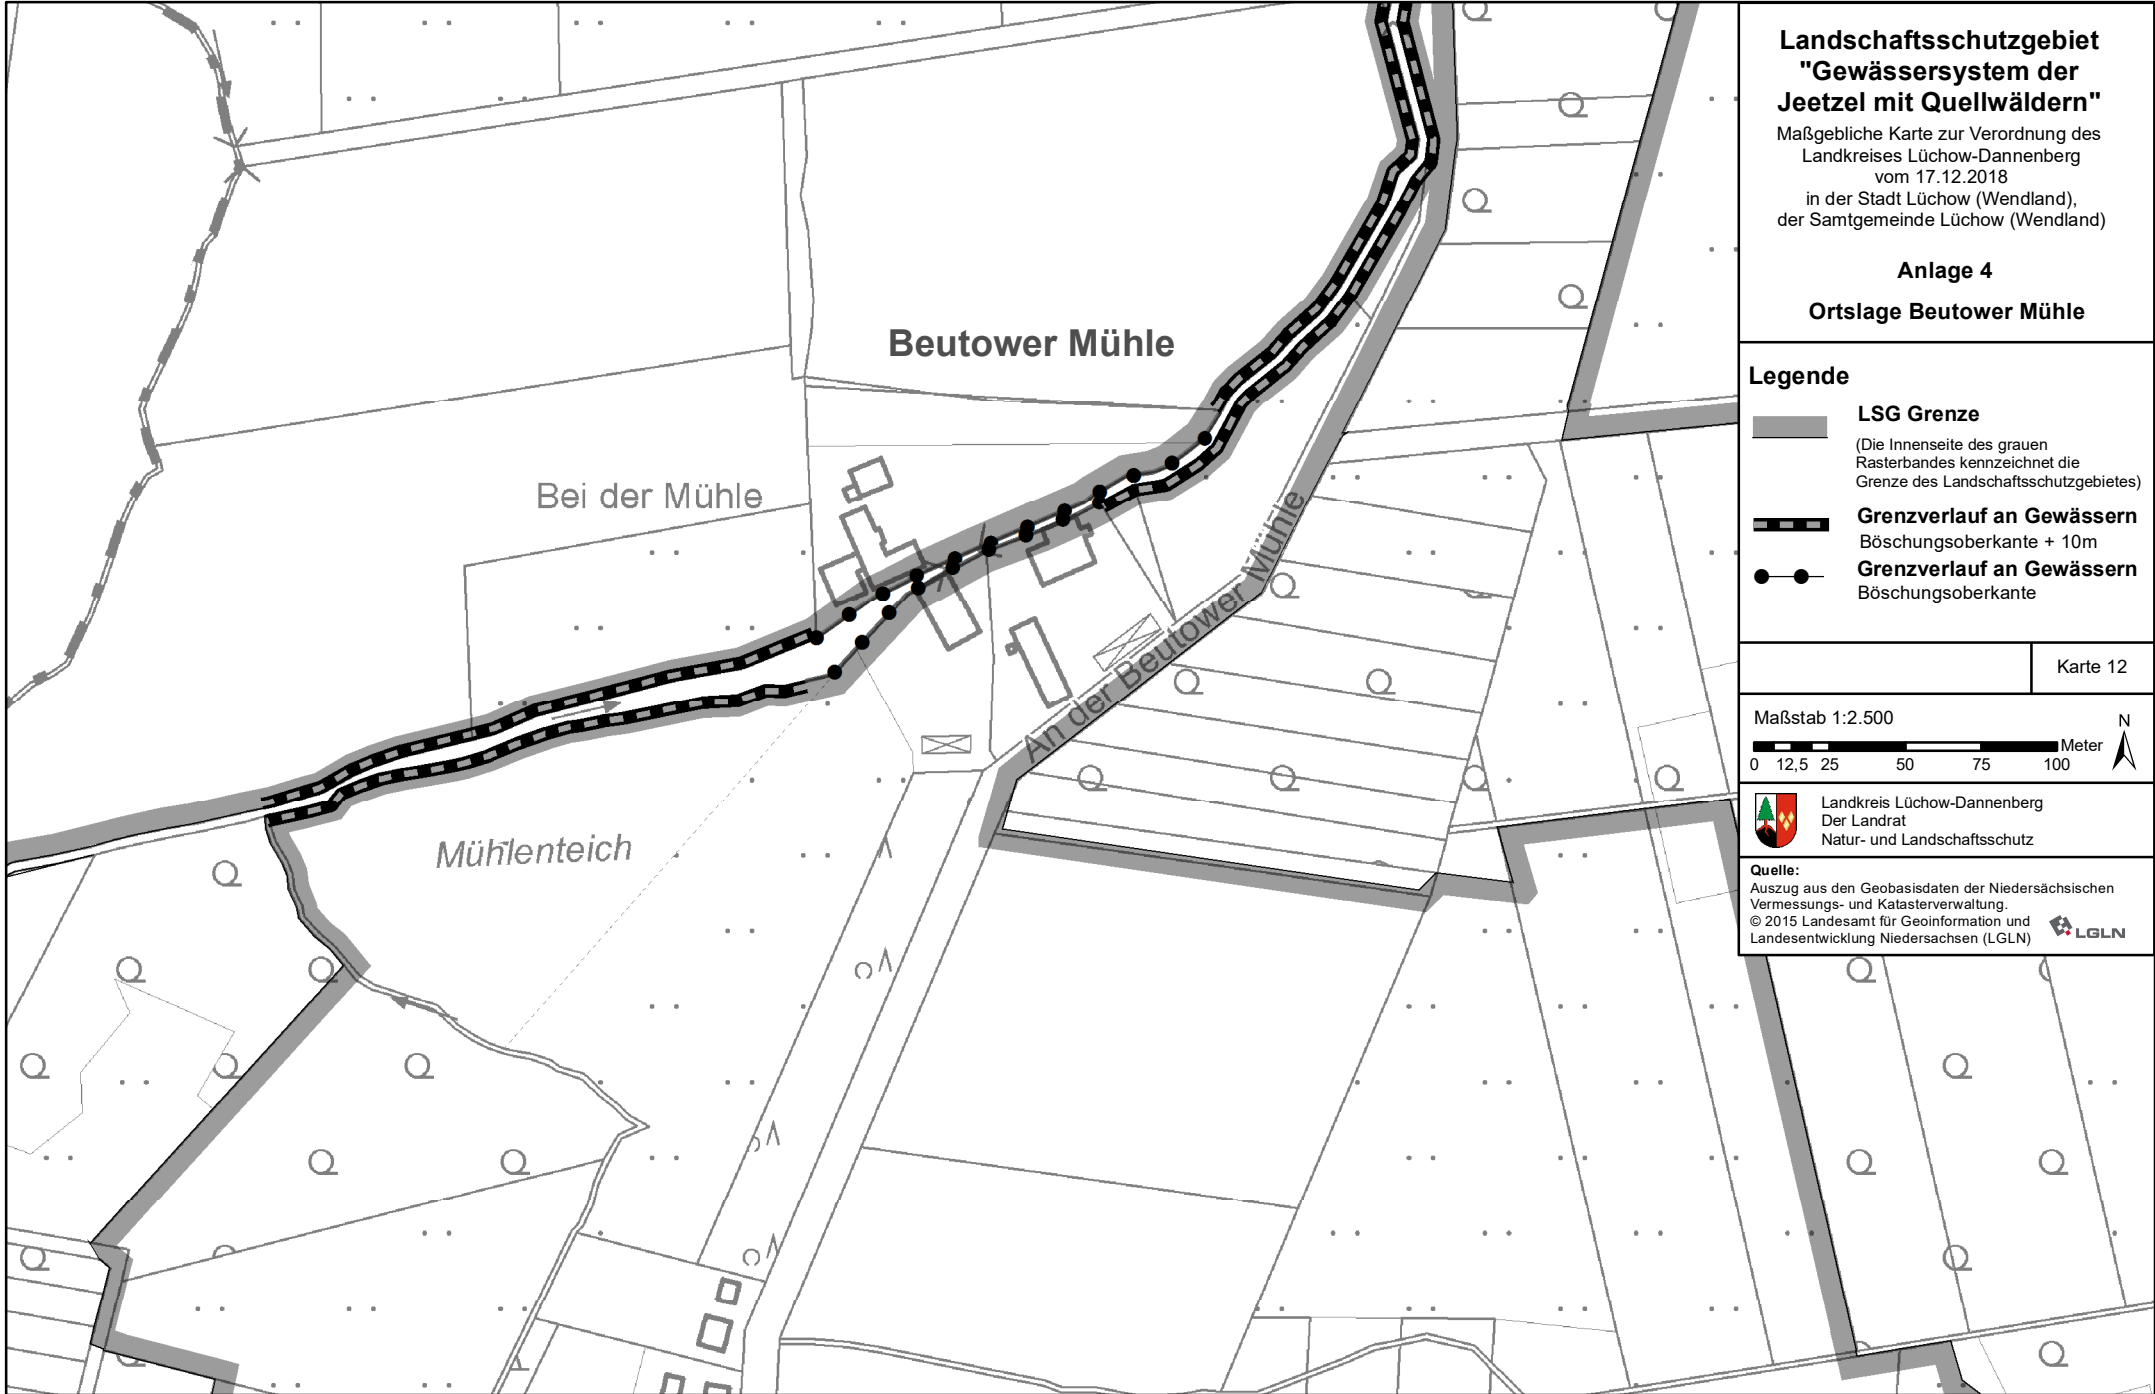 Beutower Mühle
Bei der Mühle
An der Beutower Mühle
Mühlenteich
Landschaftsschutzgebiet
"Gewässersystem der
Jeetzel mit Quellwäldern"
Maßgebliche Karte zur Verordnung des
Landkreises Lüchow-Dannenberg
vom 17.12.2018
in der Stadt Lüchow (Wendland),
der Samtgemeinde Lüchow (Wendland)
Anlage 4
Ortslage Beutower Mühle
Legende
LSG Grenze
(Die Innenseite des grauen
Rasterbandes kennzeichnet die
Grenze des Landschaftsschutzgebietes)
Grenzverlauf an Gewässern
Böschungsoberkante + 10m
Grenzverlauf an Gewässern
Böschungsoberkante
Karte 12
Maßstab 1:2.500
N
Meter
0 12,5 25 50 75 100
Landkreis Lüchow-Dannenberg
Der Landrat
Natur- und Landschaftsschutz
Quelle:
Auszug aus den Geobasisdaten der Niedersächsischen
Vermessungs- und Katasterverwaltung.
© 2015 Landesamt für Geoinformation und
Landesentwicklung Niedersachsen (LGLN)
LGLN